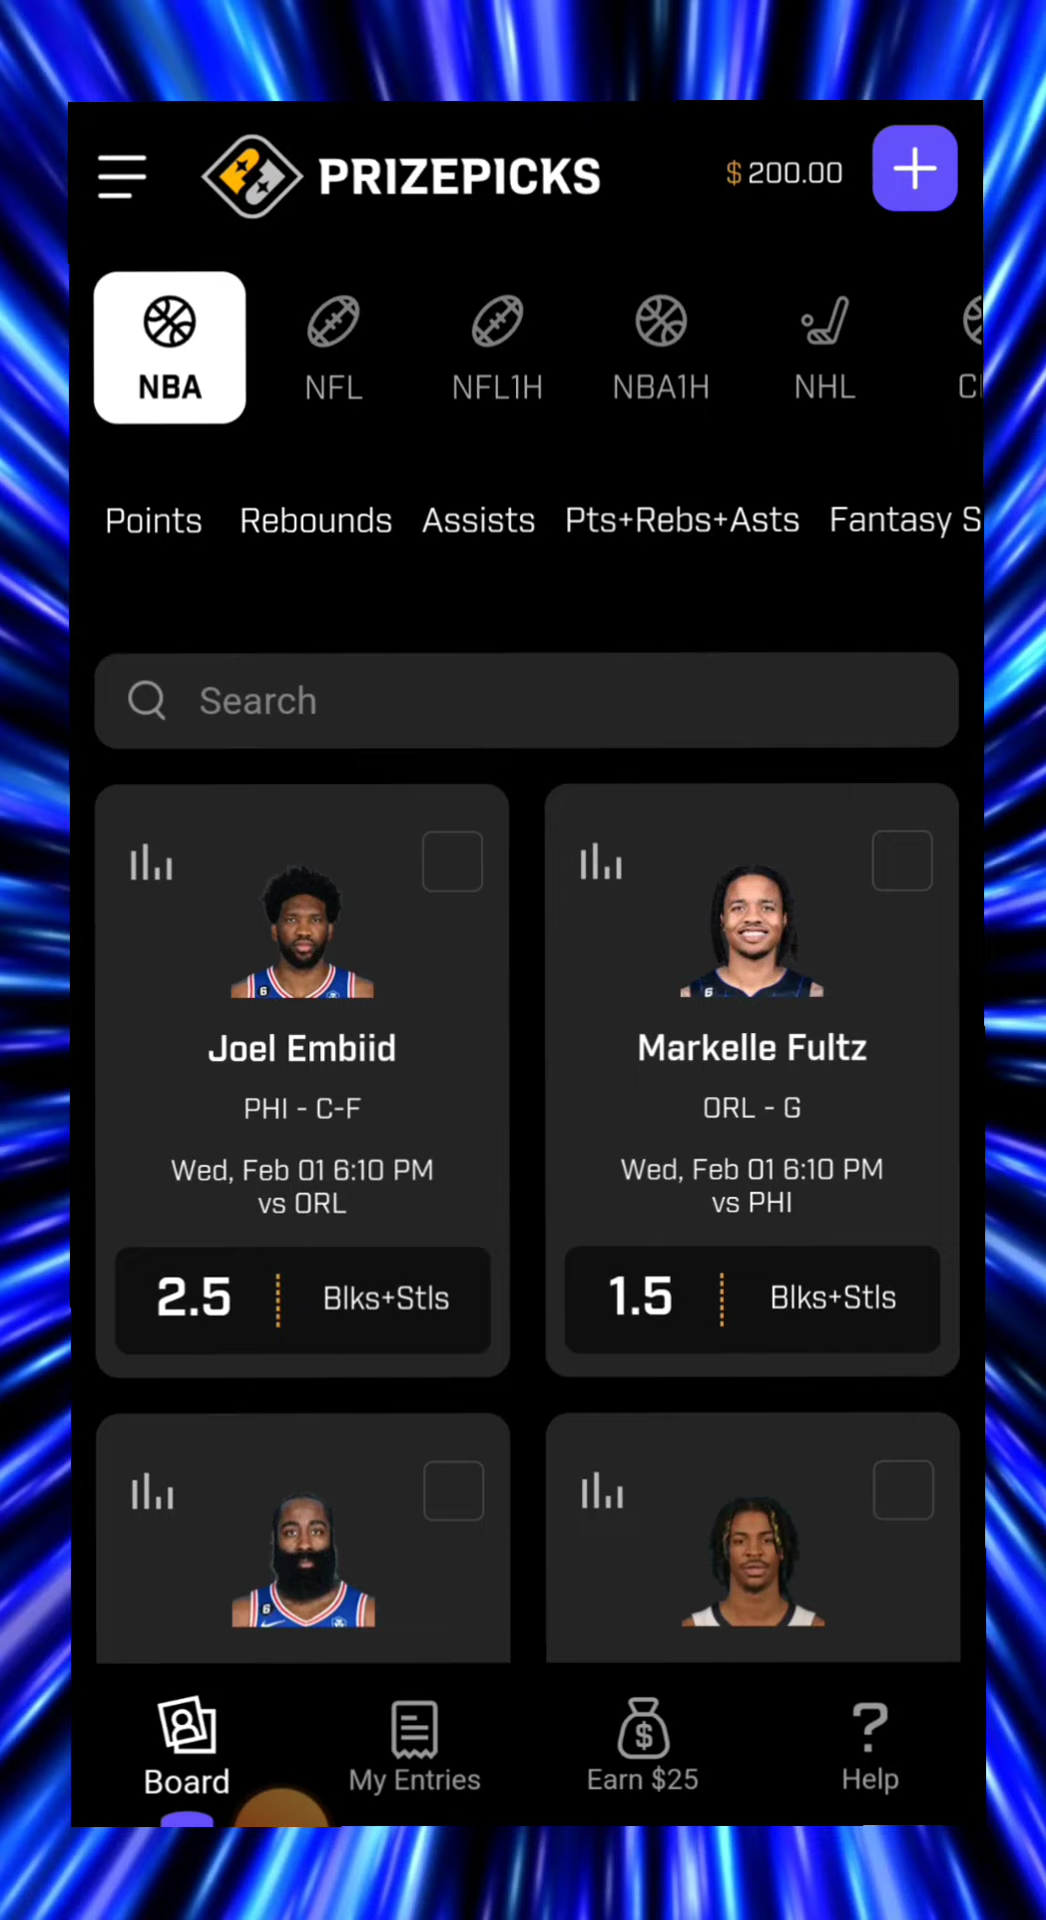 PRIZEPICKS
$ 200.00
NBA
NFL
NFL1H
NBA1H
NHL
Points
Rebounds
Assists
Pts+Rebs+Asts
Fantasy S
Search
Joel Embiid
PHI - C-F
Wed, Feb 01 6:10 PM
vs ORL
2.5
Blks+Stls
Markelle Fultz
ORL - G
Wed, Feb 01 6:10 PM
vs PHI
1.5
Blks+Stls
Board
My Entries
Earn $25
Help